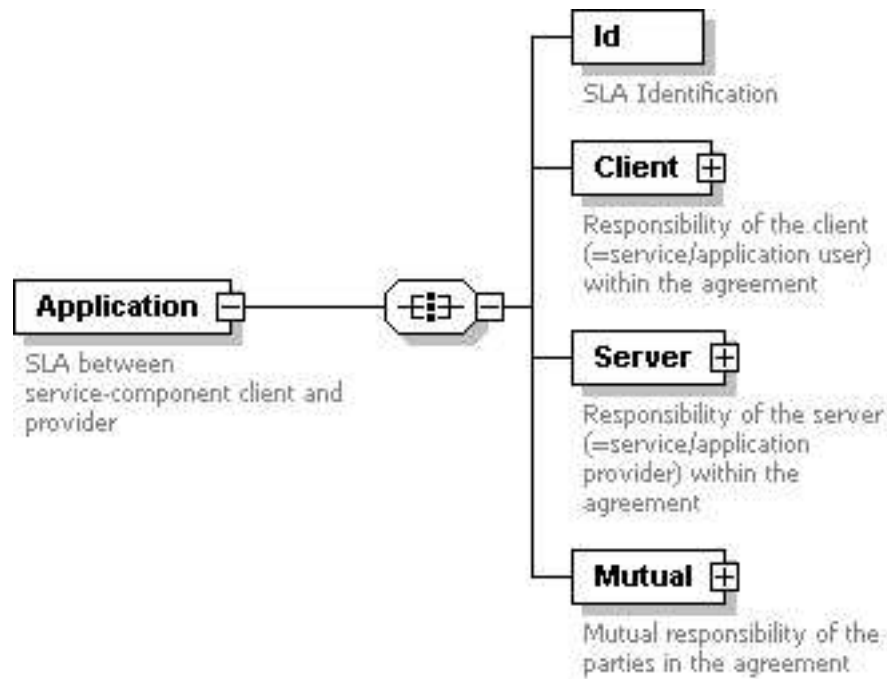 Id
SLA Identification
Client
Responsibility of the client
(=service/application user)
within the agreement
Application
SLA between
service-component client and
provider
Server
Responsibility of the server
(=service/application
provider) within the
agreement
Mutual
Mutual responsibility of the
parties in the agreement